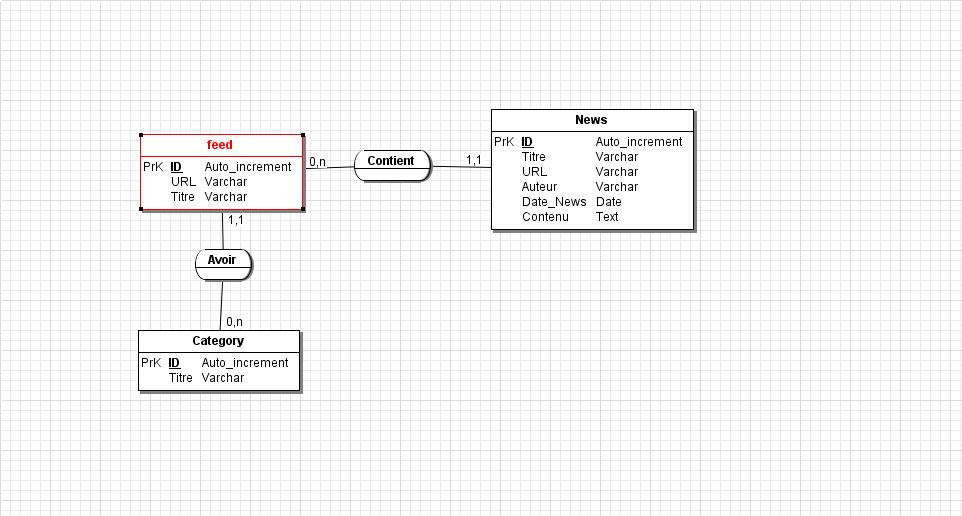 feed
PrK ID Auto_increment
URL Varchar
Titre Varchar
0,n
Contient
1,1
News
PrK ID Auto_increment
Titre Varchar
URL Varchar
Auteur Varchar
Date_News Date
Contenu Text
1,1
Avoir
0,n
Category
PrK ID Auto_increment
Titre Varchar